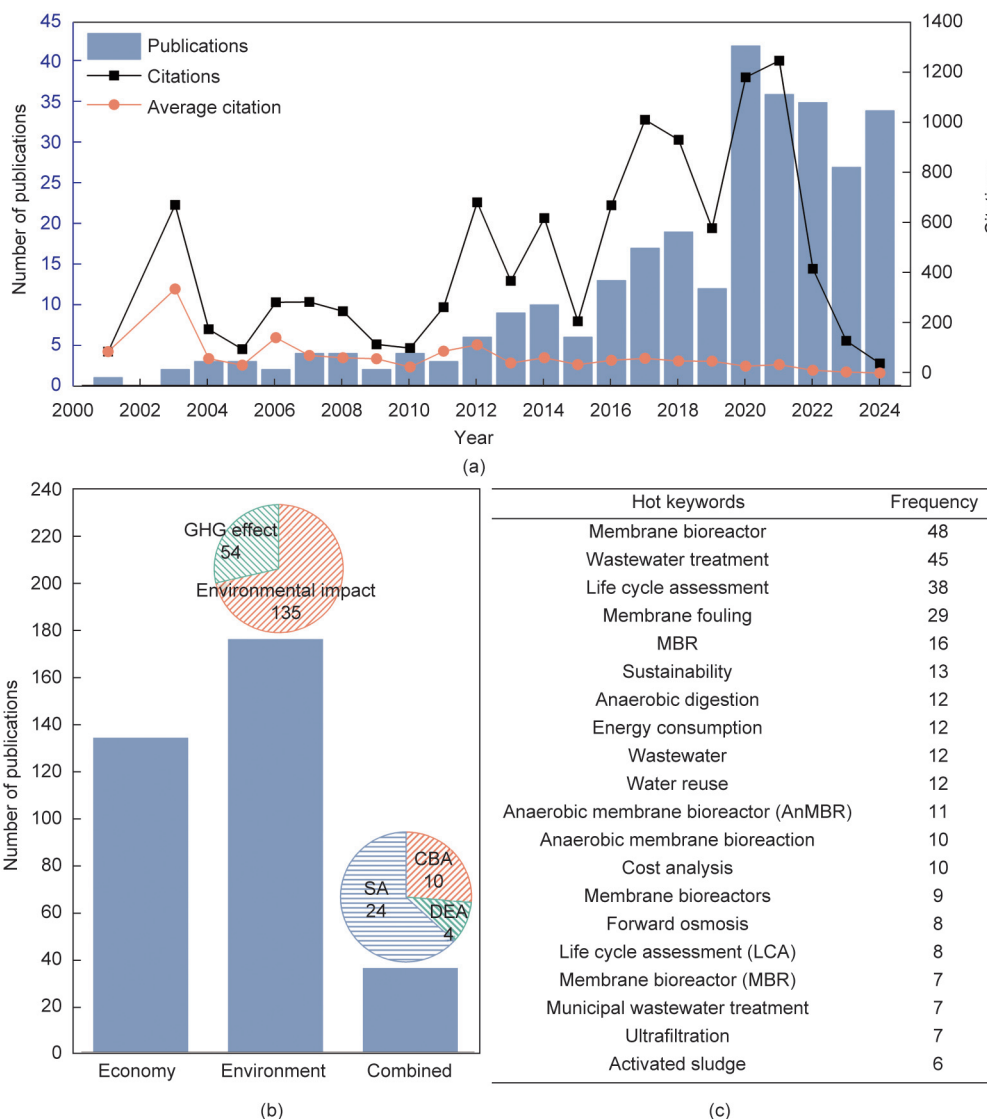 45
40
35
30
25
20
15
10
5
0
Number of publications
Publications
Citations
Average citation
1400
1200
1000
800
600
400
200
0
2000 2002 2004 2006 2008 2010 2012 2014 2016 2018 2020 2022 2024
Year
(a)
240
220
200
180
160
140
120
100
80
60
40
20
0
Number of publications
GHG effect
54
Environmental impact
135
SA
24
CBA
10
DEA
4
Economy Environment Combined
(b)
Hot keywords Frequency
Membrane bioreactor 48
Wastewater treatment 45
Life cycle assessment 38
Membrane fouling 29
MBR 16
Sustainability 13
Anaerobic digestion 12
Energy consumption 12
Wastewater 12
Water reuse 12
Anaerobic membrane bioreactor (AnMBR) 11
Anaerobic membrane bioreaction 10
Cost analysis 10
Membrane bioreactors 9
Forward osmosis 8
Life cycle assessment (LCA) 8
Membrane bioreactor (MBR) 7
Municipal wastewater treatment 7
Ultrafiltration 7
Activated sludge 6
(c)